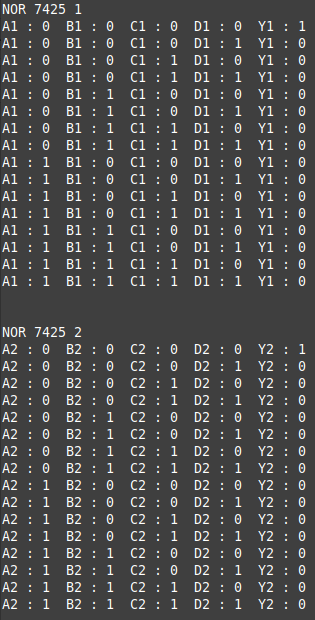 NOR 7425 1
A1 : 0  B1 : 0  C1 : 0  D1 : 0  Y1 : 1
A1 : 0  B1 : 0  C1 : 0  D1 : 1  Y1 : 0
A1 : 0  B1 : 0  C1 : 1  D1 : 0  Y1 : 0
A1 : 0  B1 : 0  C1 : 1  D1 : 1  Y1 : 0
A1 : 0  B1 : 1  C1 : 0  D1 : 0  Y1 : 0
A1 : 0  B1 : 1  C1 : 0  D1 : 1  Y1 : 0
A1 : 0  B1 : 1  C1 : 1  D1 : 0  Y1 : 0
A1 : 0  B1 : 1  C1 : 1  D1 : 1  Y1 : 0
A1 : 1  B1 : 0  C1 : 0  D1 : 0  Y1 : 0
A1 : 1  B1 : 0  C1 : 0  D1 : 1  Y1 : 0
A1 : 1  B1 : 0  C1 : 1  D1 : 0  Y1 : 0
A1 : 1  B1 : 0  C1 : 1  D1 : 1  Y1 : 0
A1 : 1  B1 : 1  C1 : 0  D1 : 0  Y1 : 0
A1 : 1  B1 : 1  C1 : 0  D1 : 1  Y1 : 0
A1 : 1  B1 : 1  C1 : 1  D1 : 0  Y1 : 0
A1 : 1  B1 : 1  C1 : 1  D1 : 1  Y1 : 0
NOR 7425 2
A2 : 0  B2 : 0  C2 : 0  D2 : 0  Y2 : 1
A2 : 0  B2 : 0  C2 : 0  D2 : 1  Y2 : 0
A2 : 0  B2 : 0  C2 : 1  D2 : 0  Y2 : 0
A2 : 0  B2 : 0  C2 : 1  D2 : 1  Y2 : 0
A2 : 0  B2 : 1  C2 : 0  D2 : 0  Y2 : 0
A2 : 0  B2 : 1  C2 : 0  D2 : 1  Y2 : 0
A2 : 0  B2 : 1  C2 : 1  D2 : 0  Y2 : 0
A2 : 0  B2 : 1  C2 : 1  D2 : 1  Y2 : 0
A2 : 1  B2 : 0  C2 : 0  D2 : 0  Y2 : 0
A2 : 1  B2 : 0  C2 : 0  D2 : 1  Y2 : 0
A2 : 1  B2 : 0  C2 : 1  D2 : 0  Y2 : 0
A2 : 1  B2 : 0  C2 : 1  D2 : 1  Y2 : 0
A2 : 1  B2 : 1  C2 : 0  D2 : 0  Y2 : 0
A2 : 1  B2 : 1  C2 : 0  D2 : 1  Y2 : 0
A2 : 1  B2 : 1  C2 : 1  D2 : 0  Y2 : 0
A2 : 1  B2 : 1  C2 : 1  D2 : 1  Y2 : 0